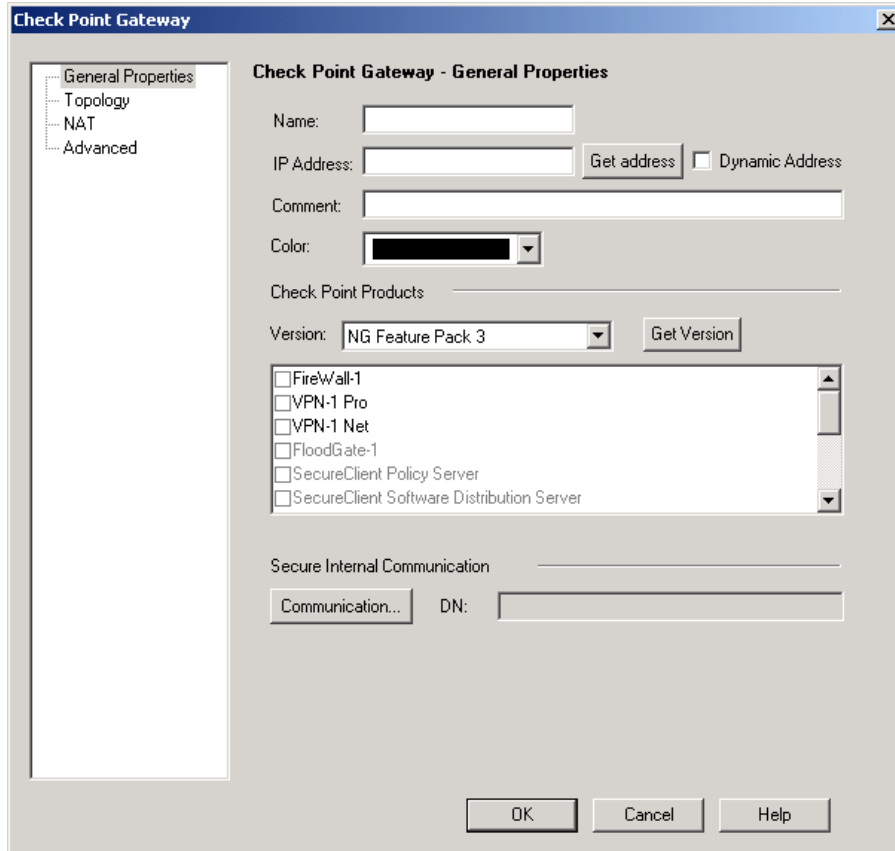 Check Point Gateway
General Properties
Topology
NAT
Advanced
Check Point Gateway - General Properties
Name:
IP Address: Get address Dynamic Address
Comment:
Color:
Check Point Products
Version: NG Feature Pack 3 Get Version
FireWall-1
VPN-1 Pro
VPN-1 Net
FloodGate-1
SecureClient Policy Server
SecureClient Software Distribution Server
Secure Internal Communication
Communication... DN:
OK Cancel Help